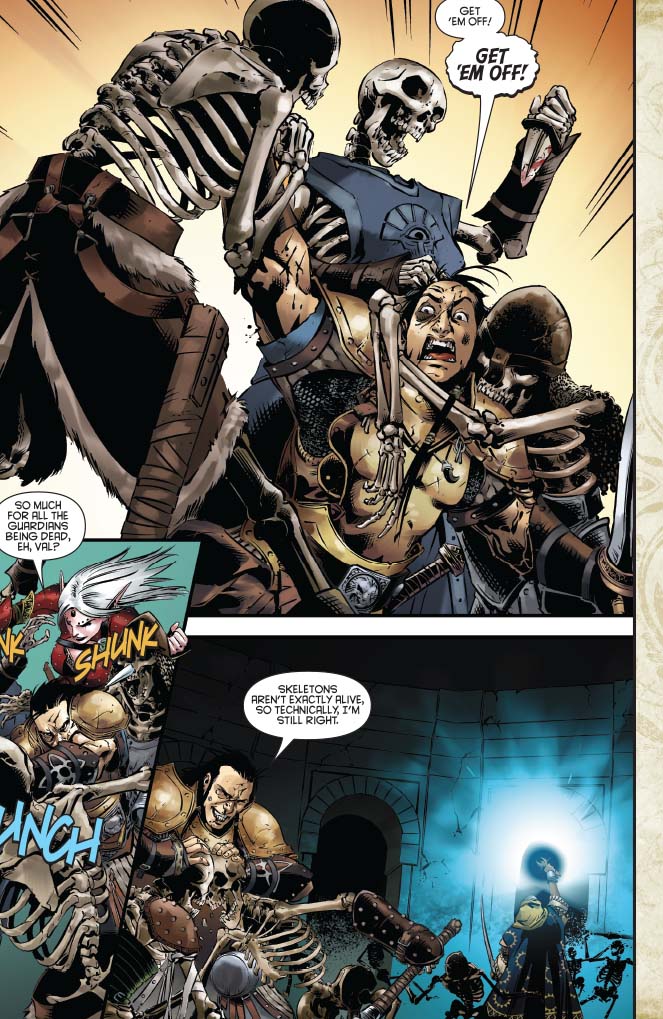 GET
'EM OFF!
GET
'EM OFF!
SO MUCH
FOR ALL THE
GUARDIANS
BEING DEAD,
EH, VAL?
SHUNK
SKELETONS
AREN'T EXACTLY ALIVE,
SO TECHNICALLY, I'M
STILL RIGHT.